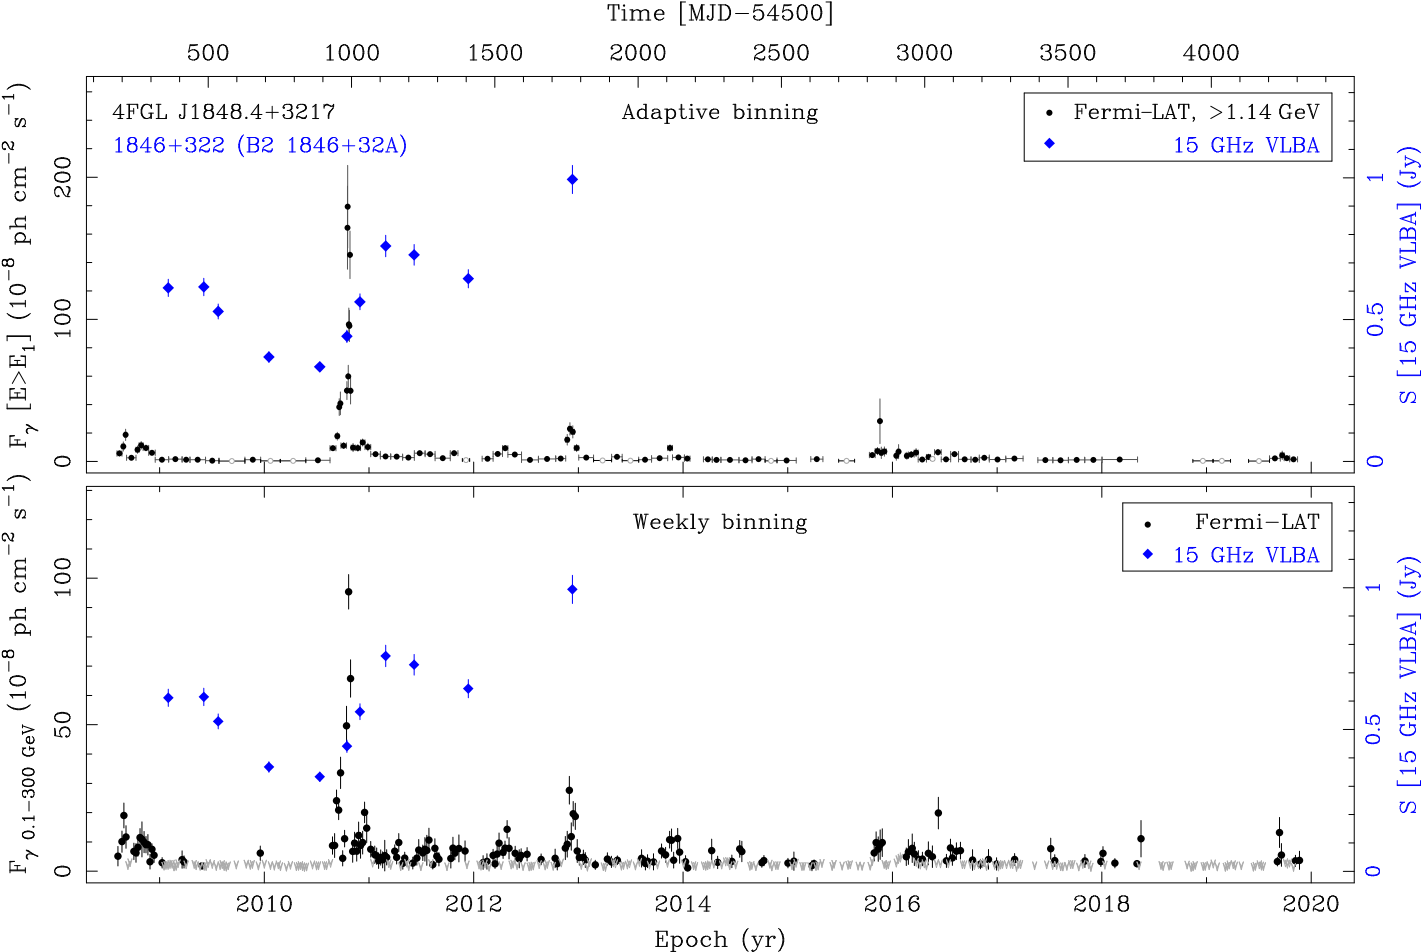 Time [MJD−54500]
500 1000 1500 2000 2500 3000 3500 4000
4FGL J1848.4+3217
1846+322 (B2 1846+32A)
Adaptive binning
Fermi−LAT, >1.14 GeV
15 GHz VLBA
F_γ [E>E_1] (10^−8 ph cm^−2 s^−1)
200
100
0
1
0.5
0
S [15 GHz VLBA] (Jy)
Weekly binning
Fermi−LAT
15 GHz VLBA
F_γ 0.1−300 GeV (10^−8 ph cm^−2 s^−1)
100
50
0
1
0.5
0
S [15 GHz VLBA] (Jy)
2010 2012 2014 2016 2018 2020
Epoch (yr)